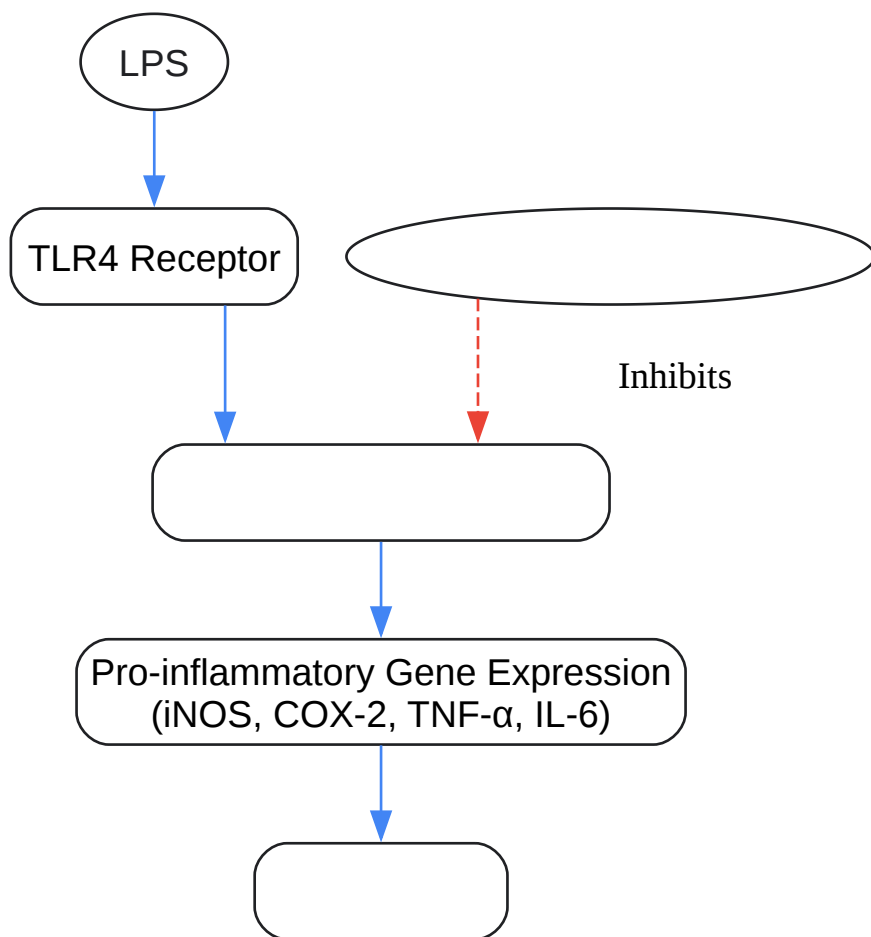 LPS
TLR4 Receptor
Inhibits
Pro-inflammatory Gene Expression
(iNOS, COX-2, TNF-α, IL-6)